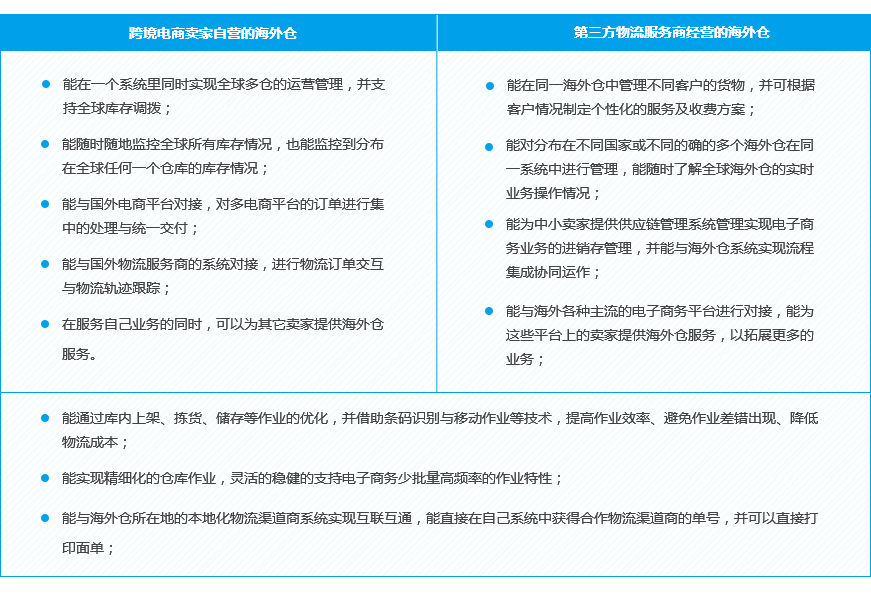 跨境电商卖家自营的海外仓
第三方物流服务商经营的海外仓
能在一个系统里同时实现全球多仓的运营管理，并支
持全球库存调拨；
能随时随地监控全球所有库存情况，也能监控到分布
在全球任何一个仓库的库存情况；
能与国外电商平台对接，对多电商平台的订单进行集
中的处理与统一交付；
能与国外物流服务商的系统对接，进行物流订单交互
与物流轨迹跟踪；
在服务自己业务的同时，可以为其它卖家提供海外仓
服务。
能在同一海外仓中管理不同客户的货物，并可根据
客户情况制定个性化的服务及收费方案；
能对分布在不同国家或不同的确的多个海外仓在同
一系统中进行管理，能随时了解全球海外仓的实时
业务操作情况；
能为中小卖家提供供应链管理系统管理实现电子商
务业务的进销存管理，并能与海外仓系统实现流程
集成协同运作；
能与海外各种主流的电子商务平台进行对接，能为
这些平台上的卖家提供海外仓服务，以拓展更多的
业务；
能通过库内上架、拣货、储存等作业的优化，并借助条码识别与移动作业等技术，提高作业效率、避免作业差错出现、降低
物流成本；
能实现精细化的仓库作业，灵活的稳健的支持电子商务少批量高频率的作业特性；
能与海外仓所在地的本地化物流渠道商系统实现互联互通，能直接在自己系统中获得合作物流渠道商的单号，并可以直接打
印面单；